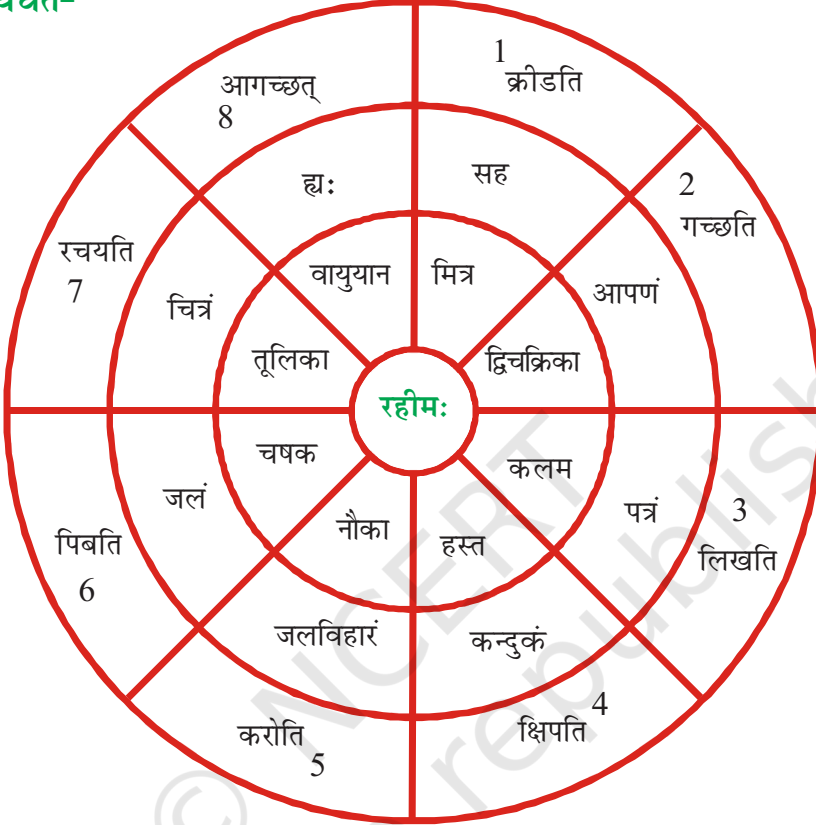 1
क्रीडति
सह
मित्र
2
गच्छति
आपणं
द्विचक्रिका
3
लिखति
पत्रं
कलम
4
क्षिपति
कन्दुकं
हस्त
5
करोति
जलविहारं
नौका
6
पिबति
जलं
चषक
7
रचयति
चित्रं
तूलिका
8
आगच्छत्
ह्यः
वायुयान
रहीमः
© NCERT
republish